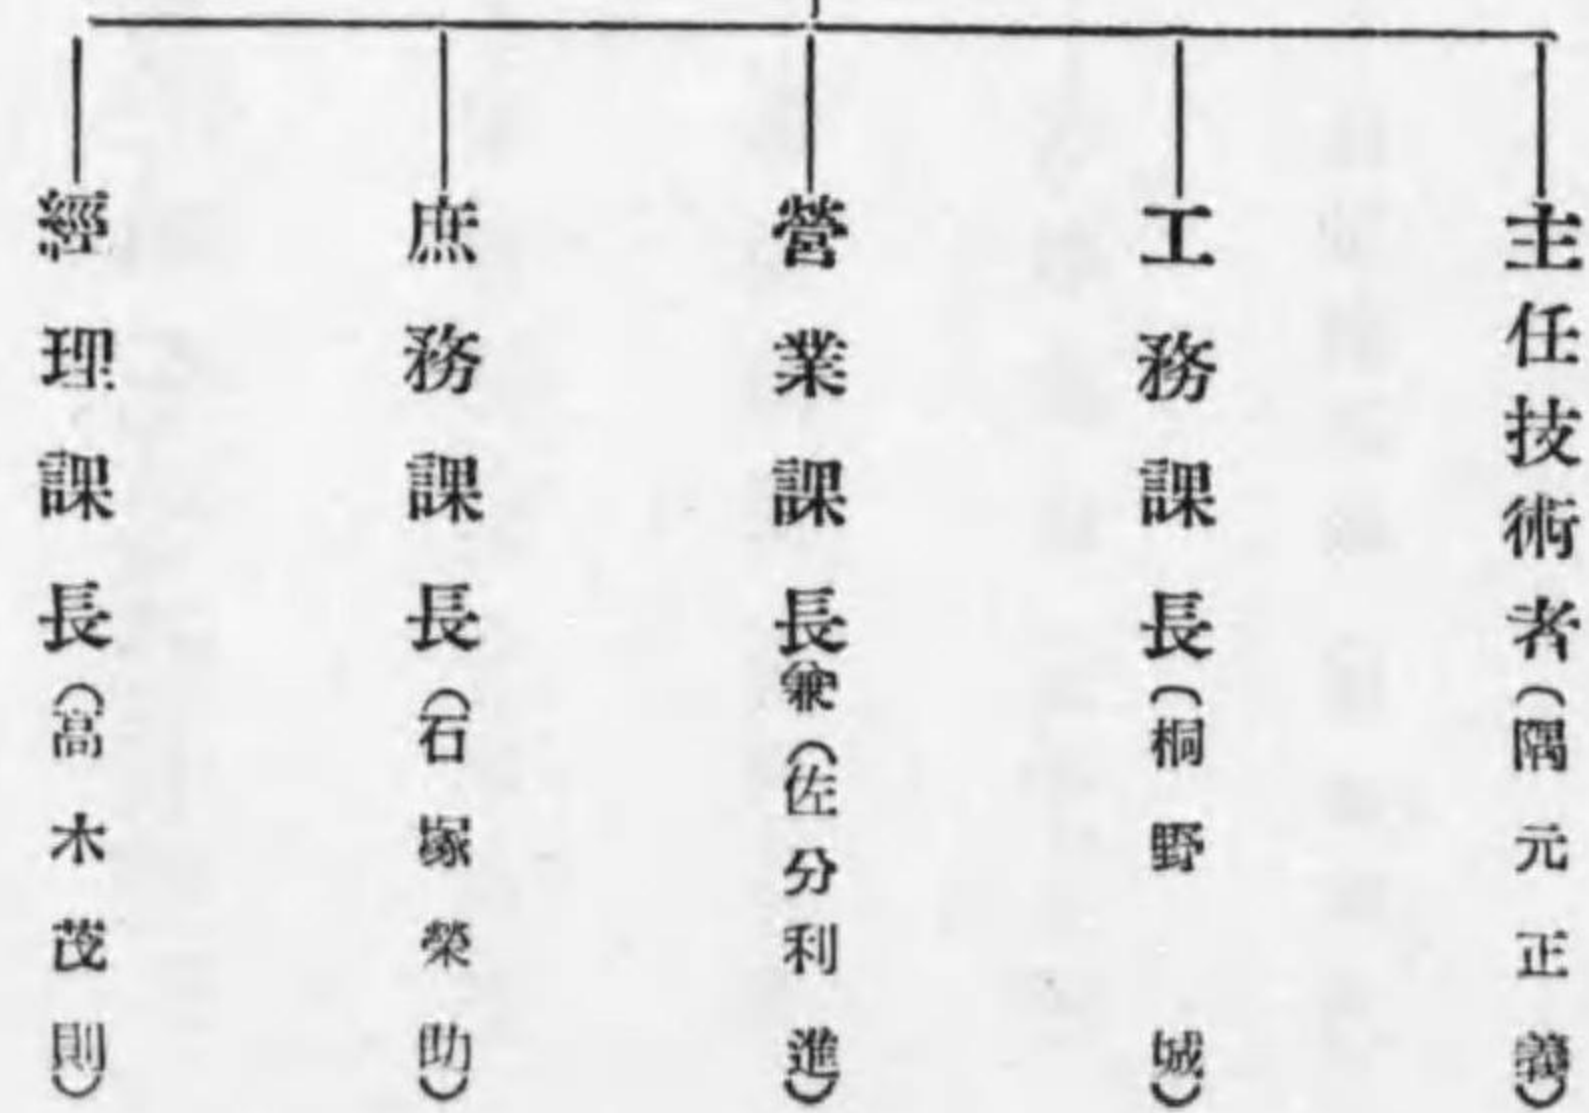 主任技術者(隅元正義)
工務課長(桐野城)
營業課長(兼)(佐分利進)
庶務課長(石塚榮助)
經理課長(高木茂則)